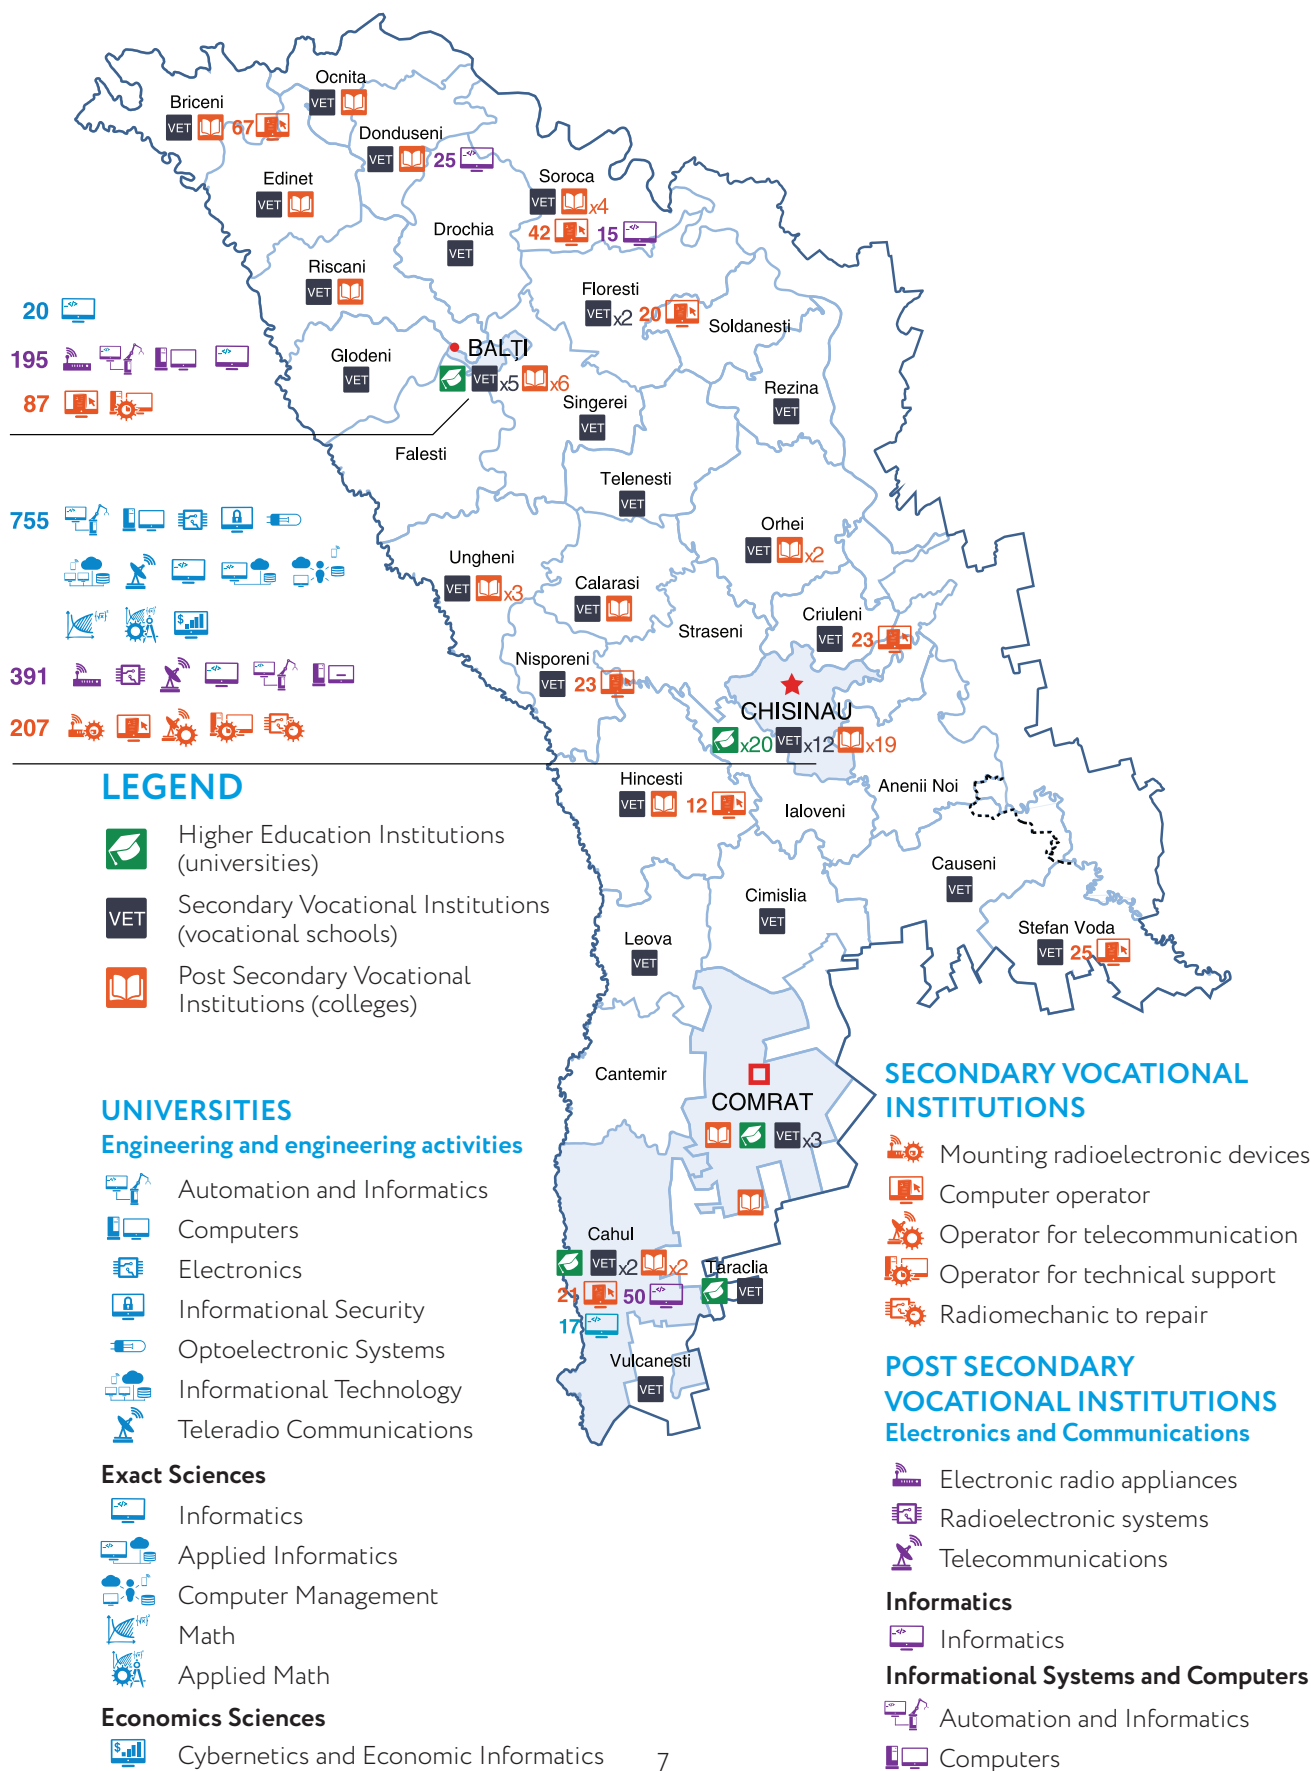 Ocnita
VET
Briceni
VET 67
Donduseni
VET 25
Edinet
VET
Soroca
VET x4
42 15
Drochia
VET
Riscani
VET
Floresti
VET x2 20
Soldanesti
20 </>
195
87
BALŢI
VET x5 x6
Glodeni
VET
Singerei
VET
Rezina
VET
Falesti
Telenesti
VET
755
Orhei
VET x2
Ungheni
VET x3
Calarasi
VET
Straseni
Criuleni
VET 23
Nisporeni
VET 23
391
207
CHISINAU
x20 VET x12 x19
Hincesti
VET 12
Ialoveni
Anenii Noi
Causeni
VET
Cimislia
VET
Leova
VET
Stefan Voda
VET 25
Cantemir
COMRAT
VET x3
Cahul
VET x2 x2
21 50
17
Taraclia
VET
Vulcanesti
VET
LEGEND
Higher Education Institutions
(universities)
VET Secondary Vocational Institutions
(vocational schools)
Post Secondary Vocational
Institutions (colleges)
UNIVERSITIES
Engineering and engineering activities
Automation and Informatics
Computers
Electronics
Informational Security
Optoelectronic Systems
Informational Technology
Teleradio Communications
Exact Sciences
Informatics
Applied Informatics
Computer Management
Math
Applied Math
Economics Sciences
Cybernetics and Economic Informatics
SECONDARY VOCATIONAL
INSTITUTIONS
Mounting radioelectronic devices
Computer operator
Operator for telecommunication
Operator for technical support
Radiomechanic to repair
POST SECONDARY
VOCATIONAL INSTITUTIONS
Electronics and Communications
Electronic radio appliances
Radioelectronic systems
Telecommunications
Informatics
Informatics
Informational Systems and Computers
Automation and Informatics
Computers
7